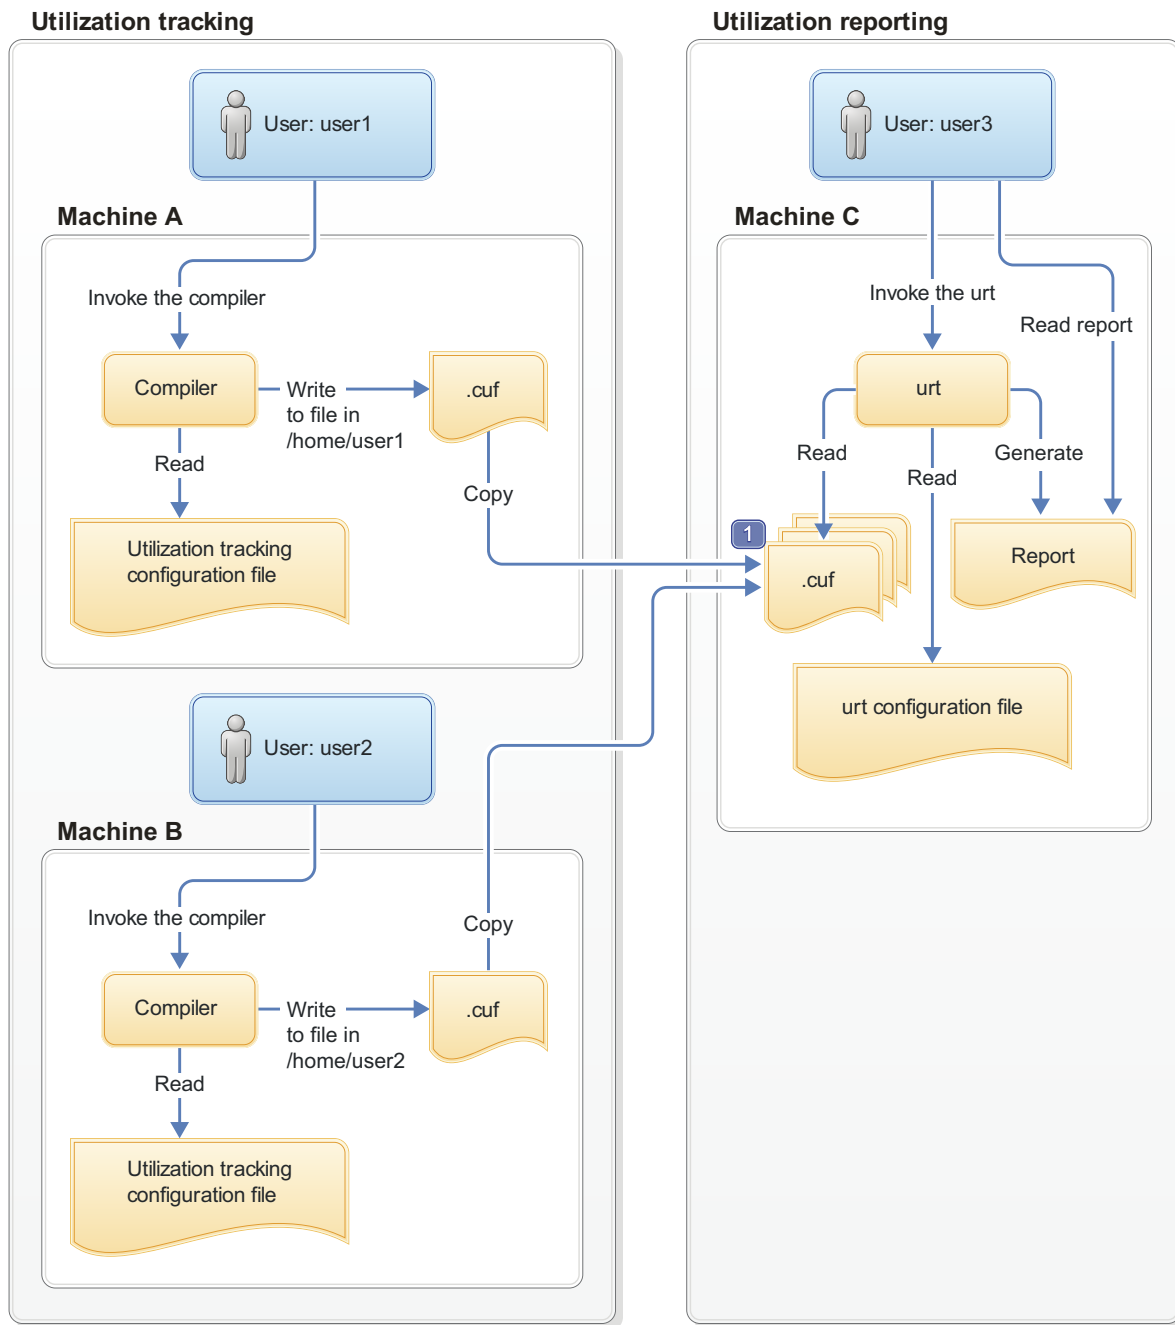 Utilization tracking
User: user1
Machine A
Invoke the compiler
Compiler
Write
to file in
/home/user1
.cuf
Read
Copy
Utilization tracking
configuration file
User: user2
Machine B
Invoke the compiler
Compiler
Write
to file in
/home/user2
.cuf
Copy
Read
Utilization tracking
configuration file
Utilization reporting
User: user3
Machine C
Invoke the urt
Read report
urt
Read
Read
Generate
1
.cuf
Report
urt configuration file